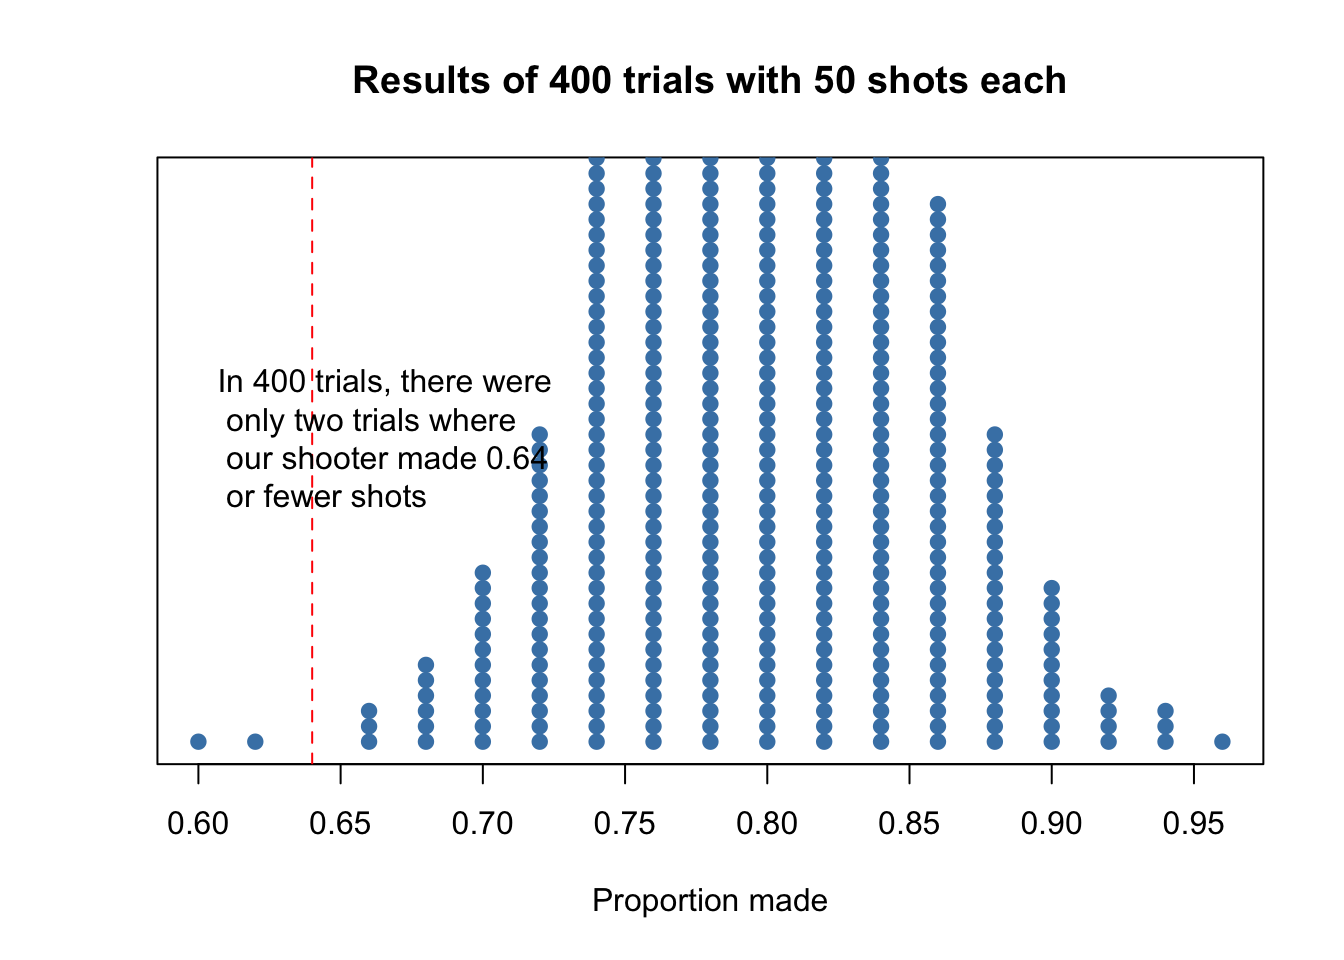 Results of 400 trials with 50 shots each
In 400 trials, there were
only two trials where
our shooter made 0.64
or fewer shots
0.60 0.65 0.70 0.75 0.80 0.85 0.90 0.95
Proportion made